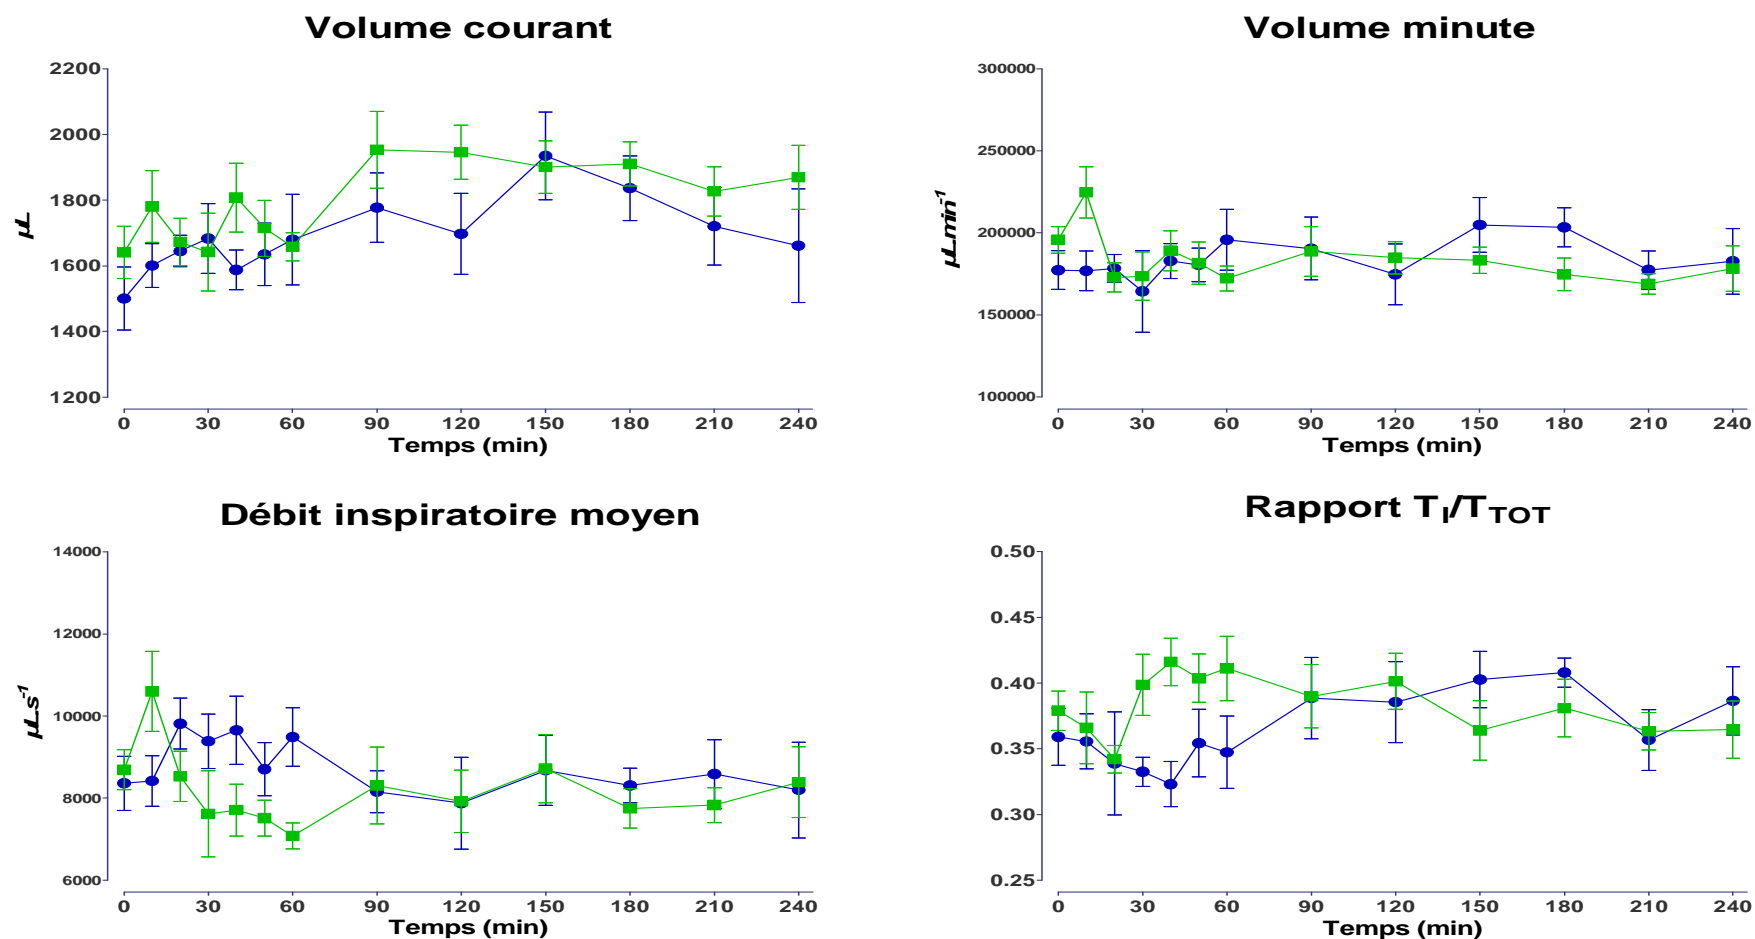 Volume courant
2200
2000
1800
1600
1400
1200
µL
0 30 60 90 120 150 180 210 240
Temps (min)
Volume minute
300000
250000
200000
150000
100000
µL.min-1
0 30 60 90 120 150 180 210 240
Temps (min)
Débit inspiratoire moyen
14000
12000
10000
8000
6000
µL.s-1
0 30 60 90 120 150 180 210 240
Temps (min)
Rapport TI/TTOT
0.50
0.45
0.40
0.35
0.30
0.25
0 30 60 90 120 150 180 210 240
Temps (min)